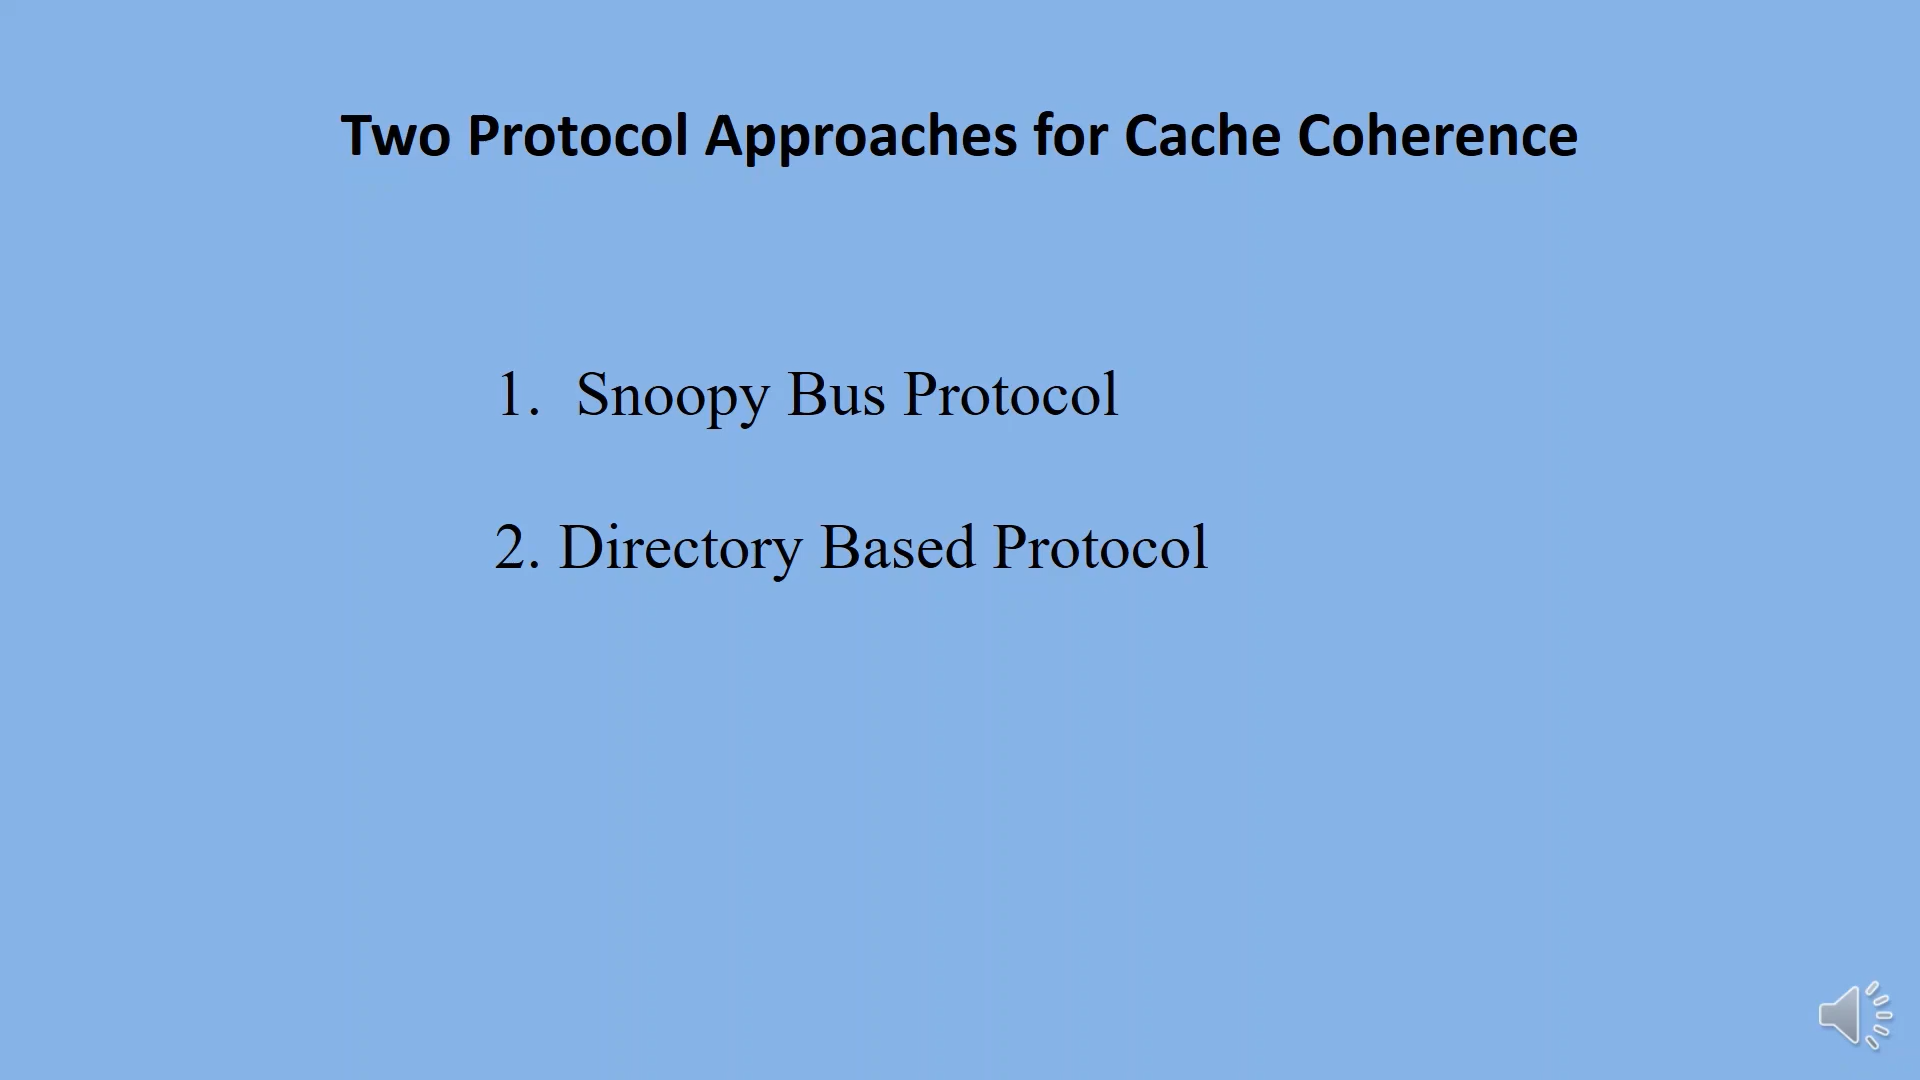 Two Protocol Approaches for Cache Coherence
1. Snoopy Bus Protocol
2. Directory Based Protocol